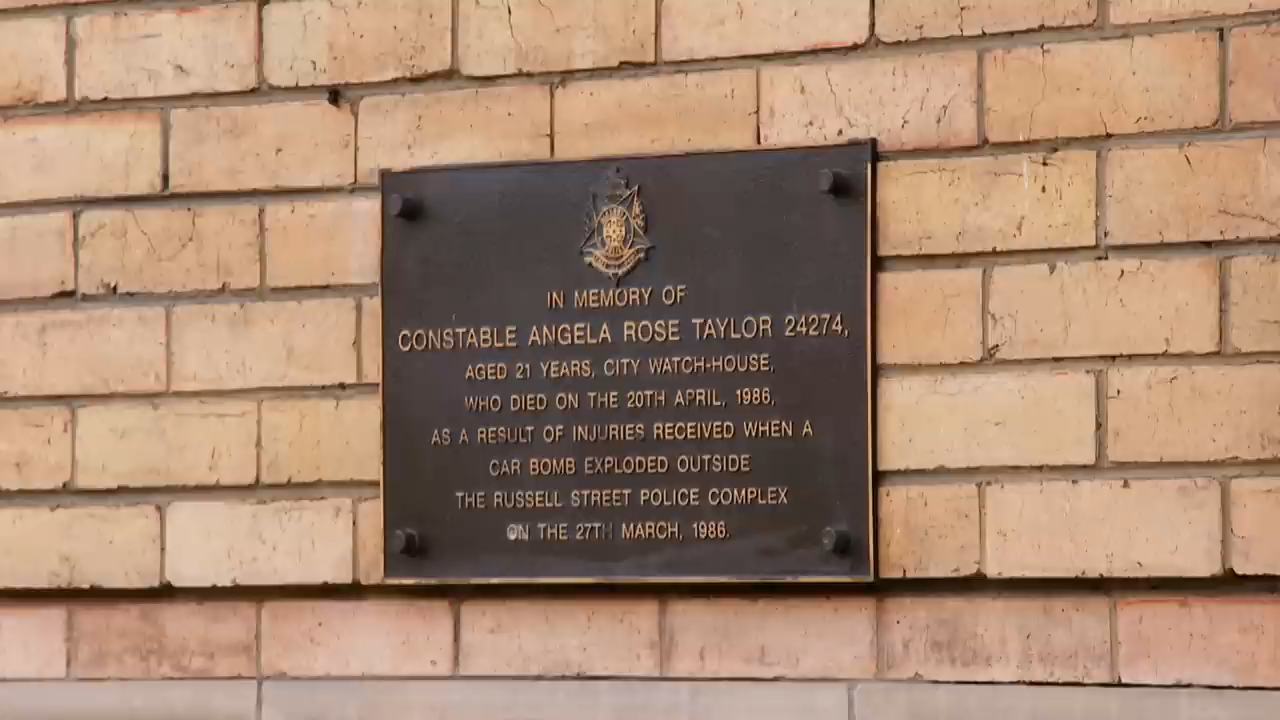 IN MEMORY OF
CONSTABLE ANGELA ROSE TAYLOR 24274,
AGED 21 YEARS, CITY WATCH-HOUSE,
WHO DIED ON THE 20TH APRIL, 1986,
AS A RESULT OF INJURIES RECEIVED WHEN A
CAR BOMB EXPLODED OUTSIDE
THE RUSSELL STREET POLICE COMPLEX
ON THE 27TH MARCH, 1986.